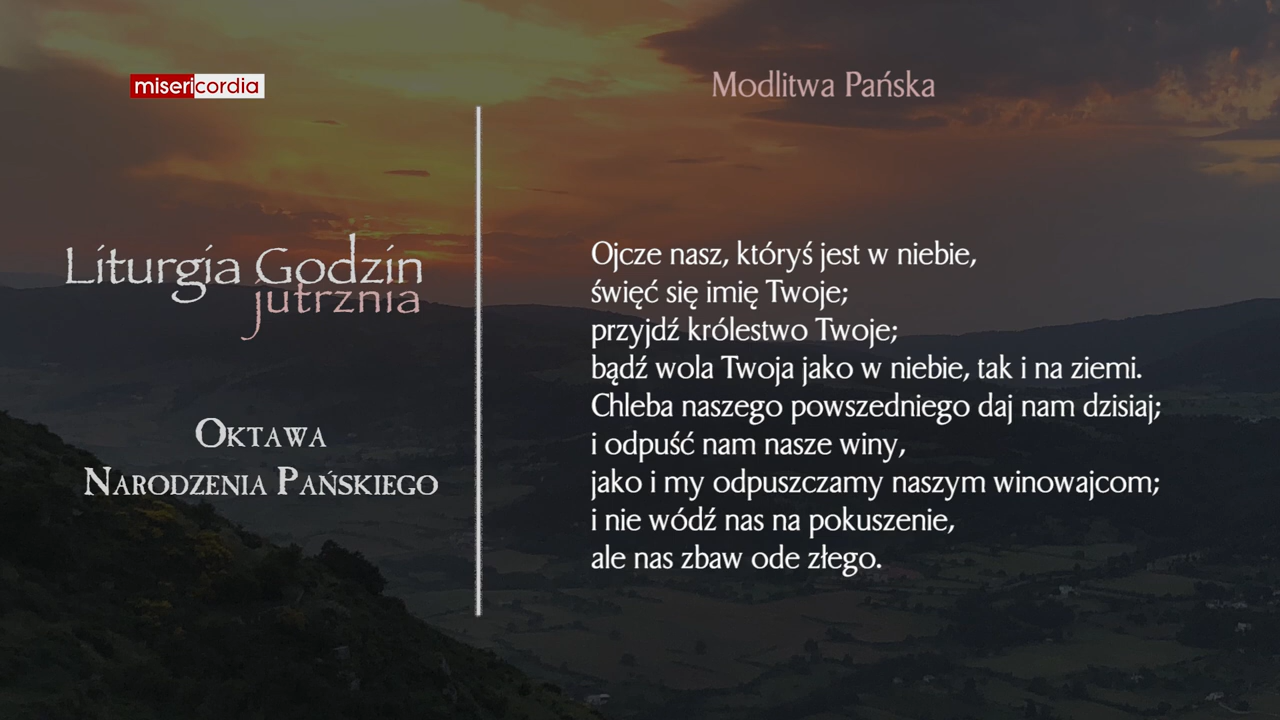 misericordia
Liturgia Godzin
jutrznia
Oktawa
Narodzenia Pańskiego
Modlitwa Pańska
Ojcze nasz, któryś jest w niebie,
święć się imię Twoje;
przyjdź królestwo Twoje;
bądź wola Twoja jako w niebie, tak i na ziemi.
Chleba naszego powszedniego daj nam dzisiaj;
i odpuść nam nasze winy,
jako i my odpuszczamy naszym winowajcom;
i nie wódź nas na pokuszenie,
ale nas zbaw ode złego.